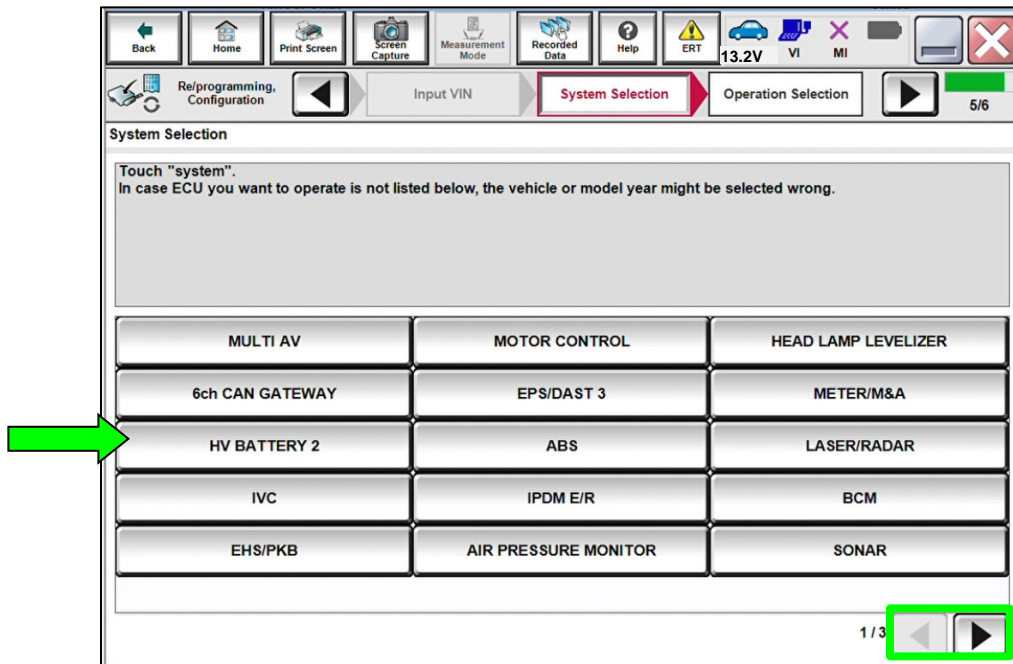 Back
Home
Print Screen
Screen
Capture
Measurement
Mode
Recorded
Data
Help
ERT
13.2V
VI
MI
Re/programming,
Configuration
Input VIN
System Selection
Operation Selection
5/6
System Selection
Touch "system".
In case ECU you want to operate is not listed below, the vehicle or model year might be selected wrong.
MULTI AV
MOTOR CONTROL
HEAD LAMP LEVELIZER
6ch CAN GATEWAY
EPS/DAST 3
METER/M&A
HV BATTERY 2
ABS
LASER/RADAR
IVC
IPDM E/R
BCM
EHS/PKB
AIR PRESSURE MONITOR
SONAR
1 / 3